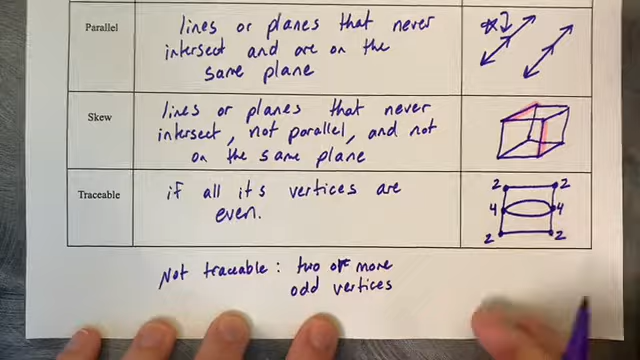 Parallel
lines or planes that never
intersect and are on the
same plane
Skew
lines or planes that never
intersect, not parallel, and not
on the same plane
Traceable
if all its vertices are
even.
2 2
4 4
2 2
Not traceable: two or more
odd vertices